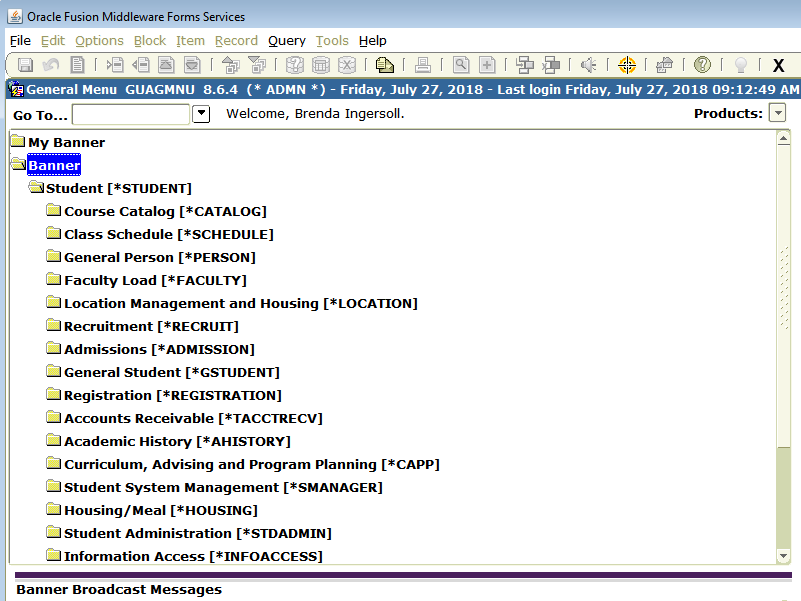 Oracle Fusion Middleware Forms Services
File Edit Options Block Item Record Query Tools Help
General Menu GUAGMNU 8.6.4 (* ADMN *) - Friday, July 27, 2018 - Last login Friday, July 27, 2018 09:12:49 AM
Go To... Welcome, Brenda Ingersoll. Products:
My Banner
Banner
Student [*STUDENT]
Course Catalog [*CATALOG]
Class Schedule [*SCHEDULE]
General Person [*PERSON]
Faculty Load [*FACULTY]
Location Management and Housing [*LOCATION]
Recruitment [*RECRUIT]
Admissions [*ADMISSION]
General Student [*GSTUDENT]
Registration [*REGISTRATION]
Accounts Receivable [*TACCTRECV]
Academic History [*AHISTORY]
Curriculum, Advising and Program Planning [*CAPP]
Student System Management [*SMANAGER]
Housing/Meal [*HOUSING]
Student Administration [*STDADMIN]
Information Access [*INFOACCESS]
Banner Broadcast Messages